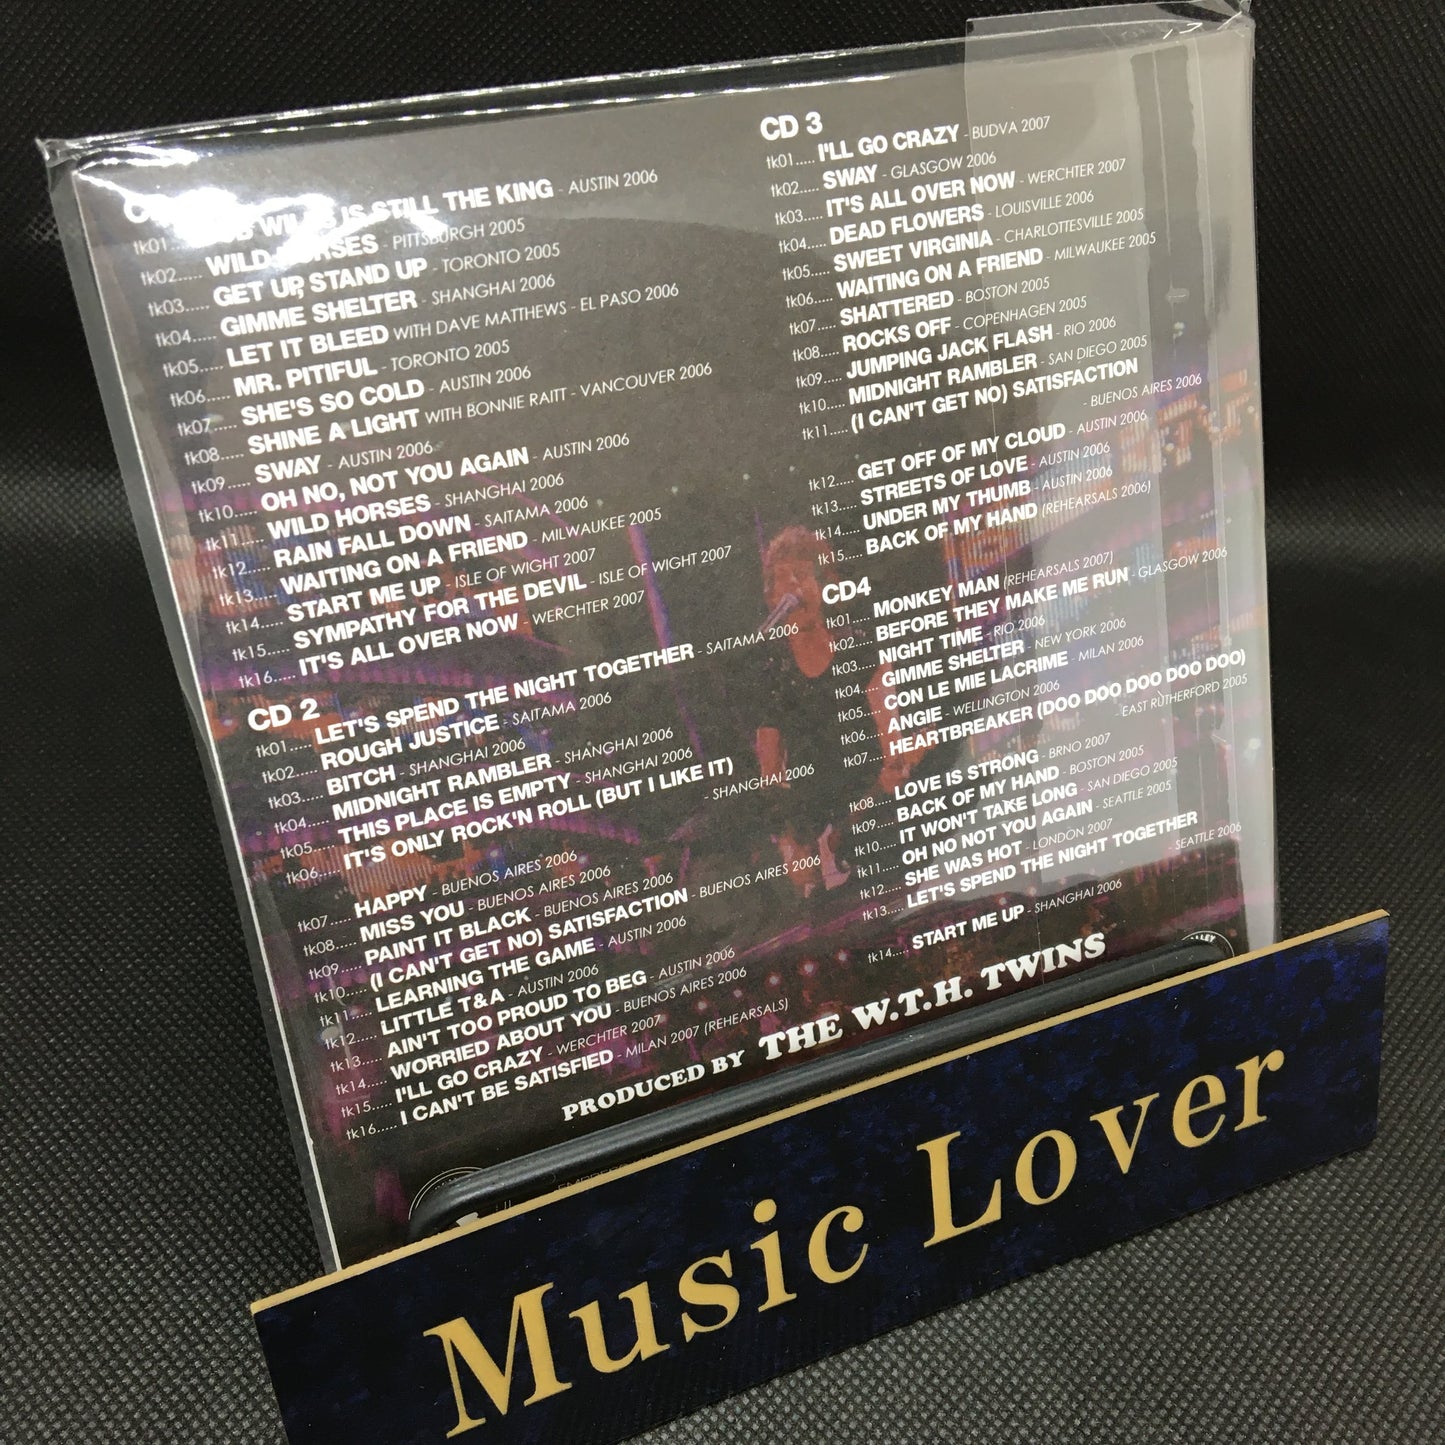 tk01..... IS STILL THE KING - AUSTIN 2006
tk02..... WILD HORSES - PITTSBURGH 2005
tk03..... GET UP, STAND UP - TORONTO 2005
tk04..... GIMME SHELTER - SHANGHAI 2006
tk05..... LET IT BLEED WITH DAVE MATTHEWS - EL PASO 2006
tk06..... MR. PITIFUL - TORONTO 2005
tk07..... SHE'S SO COLD - AUSTIN 2006
tk08..... SHINE A LIGHT WITH BONNIE RAITT - VANCOUVER 2006
tk09..... SWAY - AUSTIN 2006
tk10..... OH NO, NOT YOU AGAIN - AUSTIN 2006
tk11..... WILD HORSES - SHANGHAI 2006
tk12..... RAIN FALL DOWN - SAITAMA 2006
tk13..... WAITING ON A FRIEND - MILWAUKEE 2005
tk14..... START ME UP - ISLE OF WIGHT 2007
tk15..... SYMPATHY FOR THE DEVIL - ISLE OF WIGHT 2007
tk16..... IT'S ALL OVER NOW - WERCHTER 2007
CD 2
tk01..... LET'S SPEND THE NIGHT TOGETHER - SAITAMA 2006
tk02..... ROUGH JUSTICE - SAITAMA 2006
tk03..... BITCH - SHANGHAI 2006
tk04..... MIDNIGHT RAMBLER - SHANGHAI 2006
tk05..... THIS PLACE IS EMPTY - SHANGHAI 2006
tk06..... IT'S ONLY ROCK'N ROLL (BUT I LIKE IT)
- SHANGHAI 2006
tk07..... HAPPY - BUENOS AIRES 2006
tk08..... MISS YOU - BUENOS AIRES 2006
tk09..... PAINT IT BLACK - BUENOS AIRES 2006
tk10..... (I CAN'T GET NO) SATISFACTION - BUENOS AIRES 2006
tk11..... LEARNING THE GAME - AUSTIN 2006
tk12..... LITTLE T&A - AUSTIN 2006
tk13..... AIN'T TOO PROUD TO BEG - AUSTIN 2006
tk14..... WORRIED ABOUT YOU - BUENOS AIRES 2006
tk15..... I'LL GO CRAZY - WERCHTER 2007
tk16..... I CAN'T BE SATISFIED - MILAN 2007 (REHEARSALS)
CD 3
tk01..... I'LL GO CRAZY - BUDVA 2007
tk02..... SWAY - GLASGOW 2006
tk03..... IT'S ALL OVER NOW - WERCHTER 2007
tk04..... DEAD FLOWERS - LOUISVILLE 2006
tk05..... SWEET VIRGINIA - CHARLOTTESVILLE 2005
tk06..... WAITING ON A FRIEND - MILWAUKEE 2005
tk07..... SHATTERED - BOSTON 2005
tk08..... ROCKS OFF - COPENHAGEN 2005
tk09..... JUMPING JACK FLASH - RIO 2006
tk10..... MIDNIGHT RAMBLER - SAN DIEGO 2005
tk11..... (I CAN'T GET NO) SATISFACTION
- BUENOS AIRES 2006
tk12..... GET OFF OF MY CLOUD - AUSTIN 2006
tk13..... STREETS OF LOVE - AUSTIN 2006
tk14..... UNDER MY THUMB - AUSTIN 2006
tk15..... BACK OF MY HAND (REHEARSALS 2006)
CD4
tk01..... MONKEY MAN (REHEARSALS 2007)
tk02..... BEFORE THEY MAKE ME RUN - GLASGOW 2006
tk03..... NIGHT TIME - RIO 2006
tk04..... GIMME SHELTER - NEW YORK 2006
tk05..... CON LE MIE LACRIME - MILAN 2006
tk06..... ANGIE - WELLINGTON 2006
tk07..... HEARTBREAKER (DOO DOO DOO DOO DOO)
- EAST RUTHERFORD 2005
tk08..... LOVE IS STRONG - BRNO 2007
tk09..... BACK OF MY HAND - BOSTON 2005
tk10..... IT WON'T TAKE LONG - SAN DIEGO 2005
tk11..... OH NO NOT YOU AGAIN - SEATTLE 2005
tk12..... SHE WAS HOT - LONDON 2007
tk13..... LET'S SPEND THE NIGHT TOGETHER
- SEATTLE 2006
tk14..... START ME UP - SHANGHAI 2006
PRODUCED BY THE W.T.H. TWINS
Music Lover